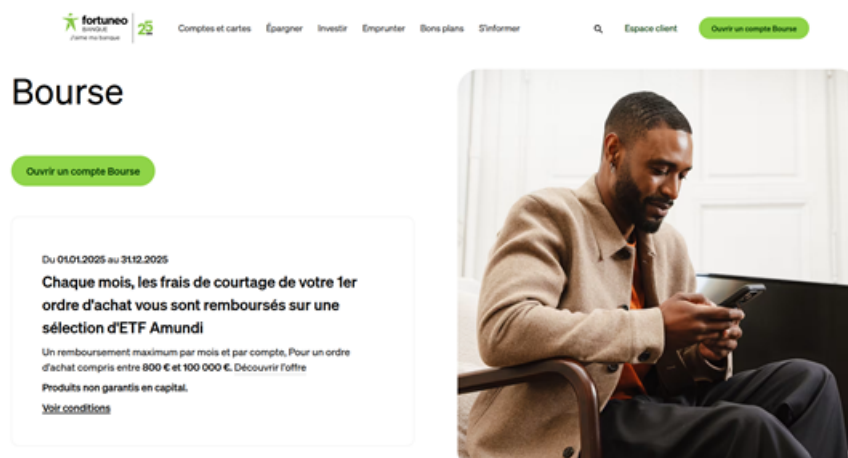 fortuneo
BANQUE
J'aime ma banque
25
Comptes et cartes
Épargner
Investir
Emprunter
Bons plans
S'informer
Espace client
Ouvrir un compte Bourse
Bourse
Ouvrir un compte Bourse
Du 01.01.2025 au 31.12.2025
Chaque mois, les frais de courtage de votre 1er
ordre d'achat vous sont remboursés sur une
sélection d'ETF Amundi
Un remboursement maximum par mois et par compte, Pour un ordre
d'achat compris entre 800 € et 100 000 €. Découvrir l'offre
Produits non garantis en capital.
Voir conditions